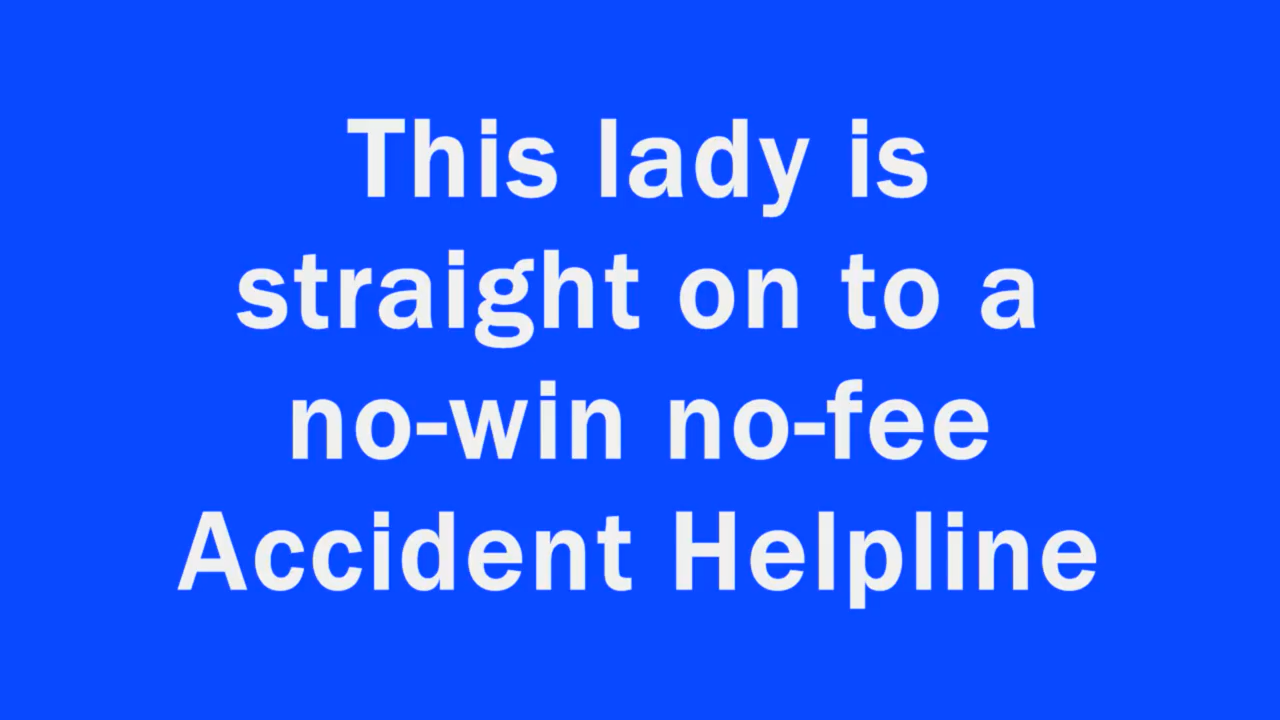 This lady is
straight on to a
no-win no-fee
Accident Helpline